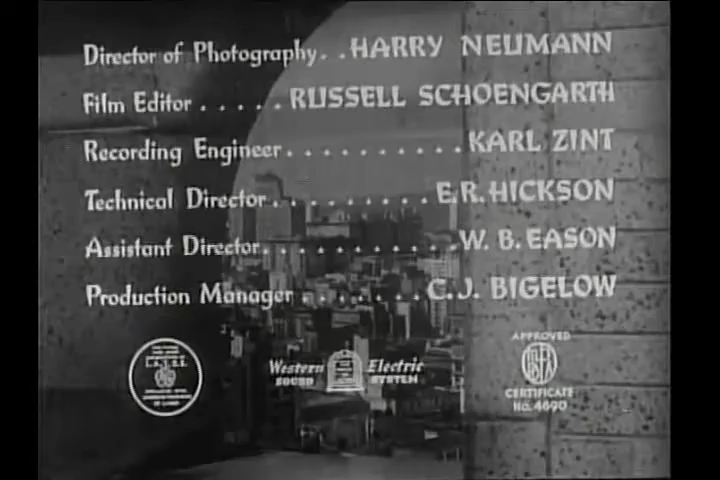 Director of Photography. . HARRY NEUMANN
Film Editor . . . . . RUSSELL SCHOENGARTH
Recording Engineer. . . . . . . . . . KARL ZINT
Technical Director. . . . . . . . . E.R. HICKSON
Assistant Director. . . . . . . . . . . W. B. EASON
Production Manager . . . . . . . C.J. BIGELOW
I.A.T.S.E.
Western Electric
SOUND SYSTEM
APPROVED
CERTIFICATE
No. 4690